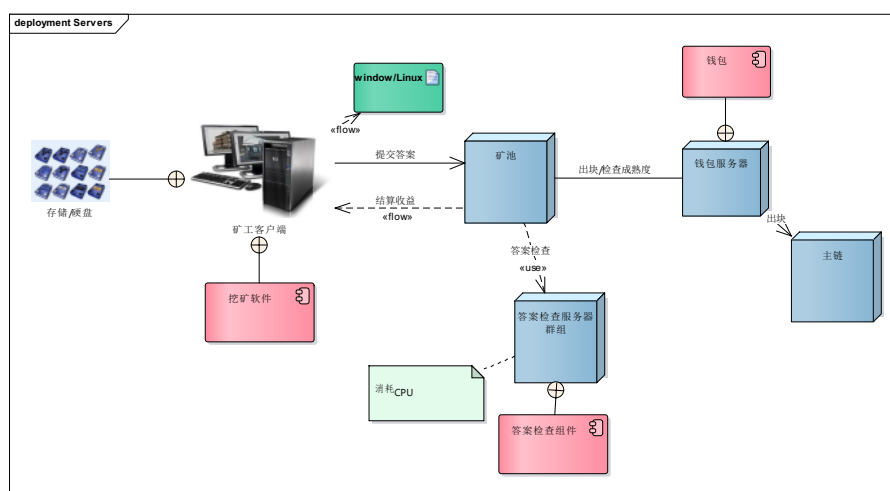 deployment Servers
钱包
window/Linux
«flow»
提交答案
矿池
出块/检查成熟度
钱包服务器
存储/硬盘
结算收益
«flow»
矿工客户端
出块
主链
答案检查
«use»
挖矿软件
答案检查服务器
群组
消耗CPU
答案检查组件